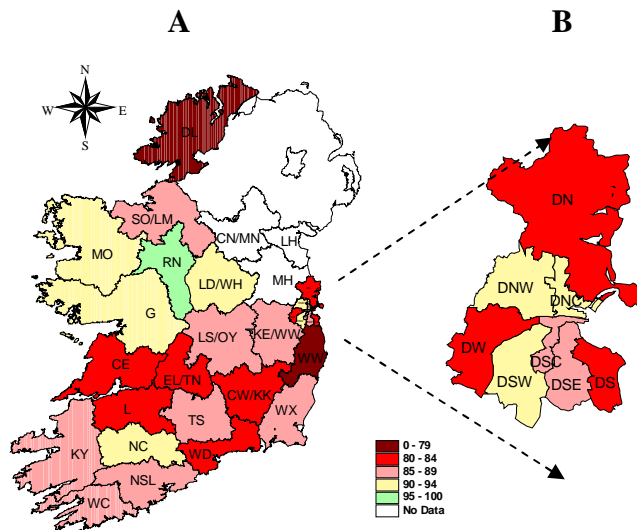 A
B
N
W E
S
DL
SO/LM
MO
RN
CN/MN
LH
LD/WH
MH
G
LS/OY
KE/WW
WW
CE
EL/TN
CW/KK
L
TS
WX
NC
WD
KY
NSL
WC
DN
DNW
DNC
DW
DSC
DSW
DSE
DS
0 - 79
80 - 84
85 - 89
90 - 94
95 - 100
No Data